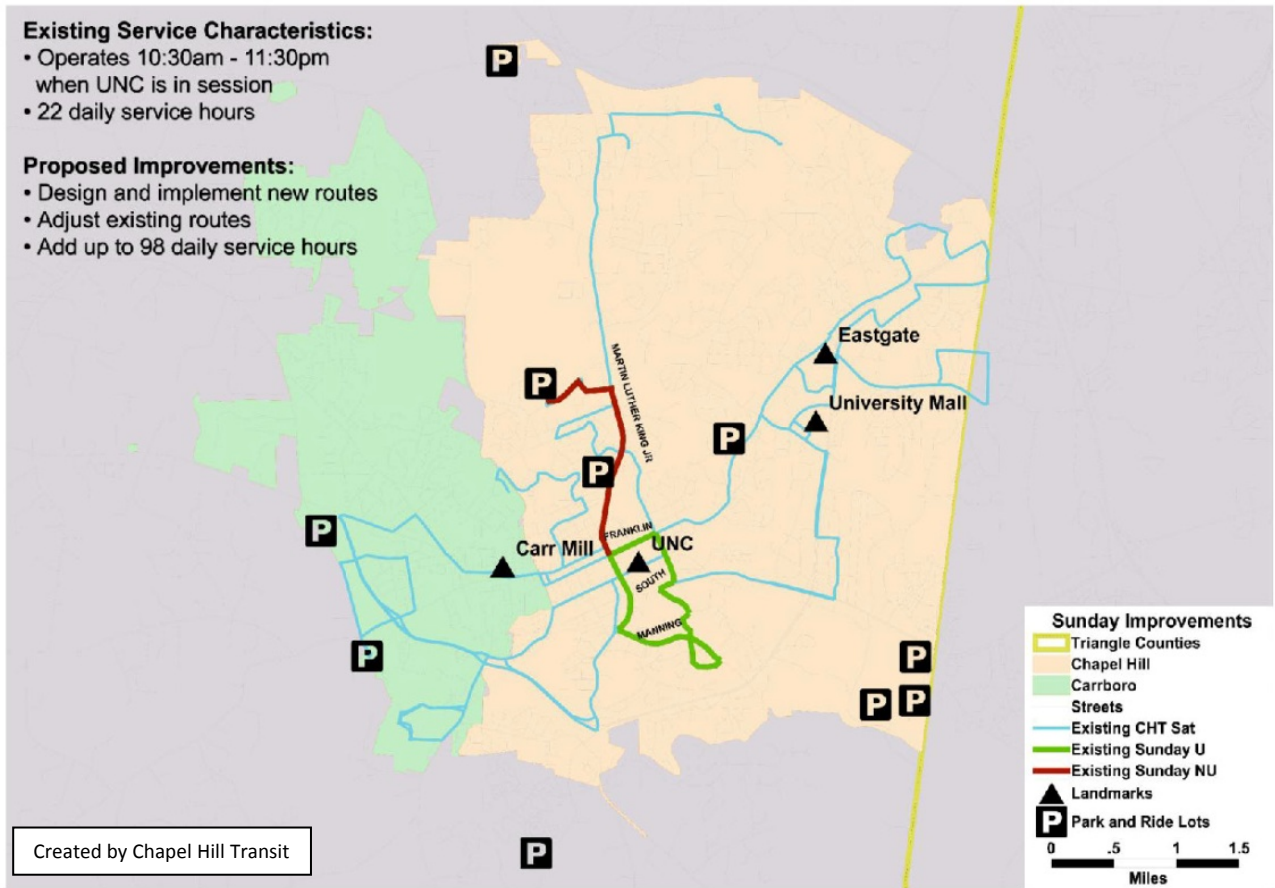 Existing Service Characteristics:
• Operates 10:30am - 11:30pm
when UNC is in session
• 22 daily service hours
Proposed Improvements:
• Design and implement new routes
• Adjust existing routes
• Add up to 98 daily service hours
P
Eastgate
MARTIN LUTHER KING JR
P
University Mall
P
P
P
FRANKLIN
Carr Mill
UNC
SOUTH
MANNING
P
P
P
P
P
Sunday Improvements
Triangle Counties
Chapel Hill
Carrboro
Streets
Existing CHT Sat
Existing Sunday U
Existing Sunday NU
Landmarks
P Park and Ride Lots
0 .5 1 1.5
Miles
Created by Chapel Hill Transit